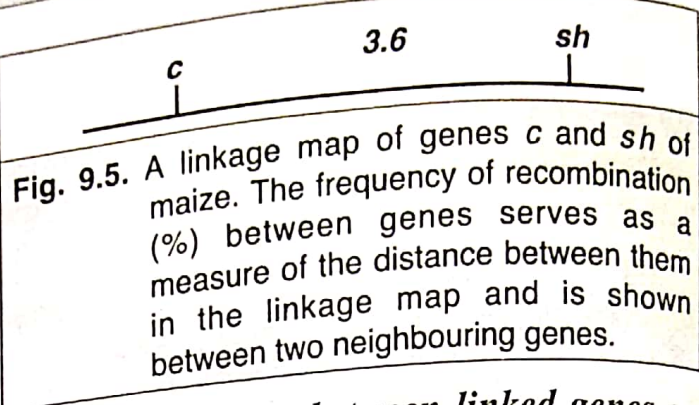 c 3.6 sh
Fig. 9.5. A linkage map of genes c and sh of
maize. The frequency of recombination
(%) between genes serves as a
measure of the distance between them
in the linkage map and is shown
between two neighbouring genes.
linked genes